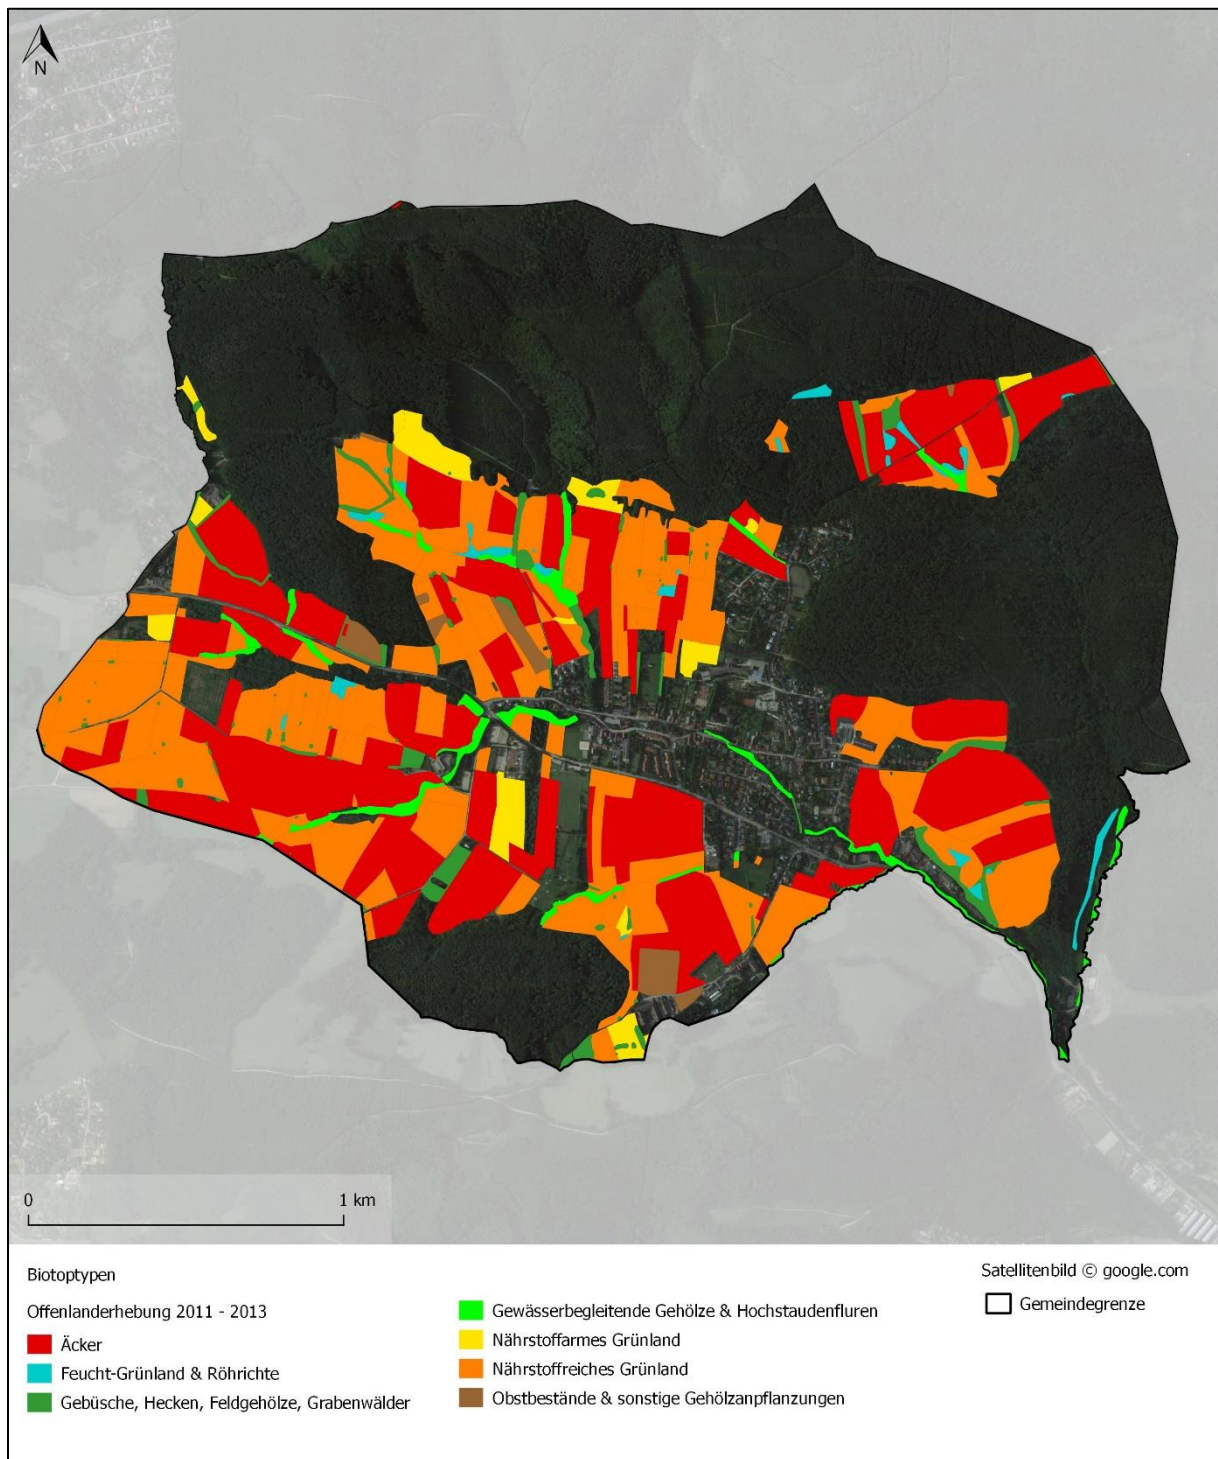 N
0 1 km
Biotoptypen
Offenlanderhebung 2011 - 2013
Äcker
Feucht-Grünland & Röhrichte
Gebüsche, Hecken, Feldgehölze, Grabenwälder
Gewässerbegleitende Gehölze & Hochstaudenfluren
Nährstoffarmes Grünland
Nährstoffreiches Grünland
Obstbestände & sonstige Gehölzanpflanzungen
Satellitenbild © google.com
Gemeindegrenze